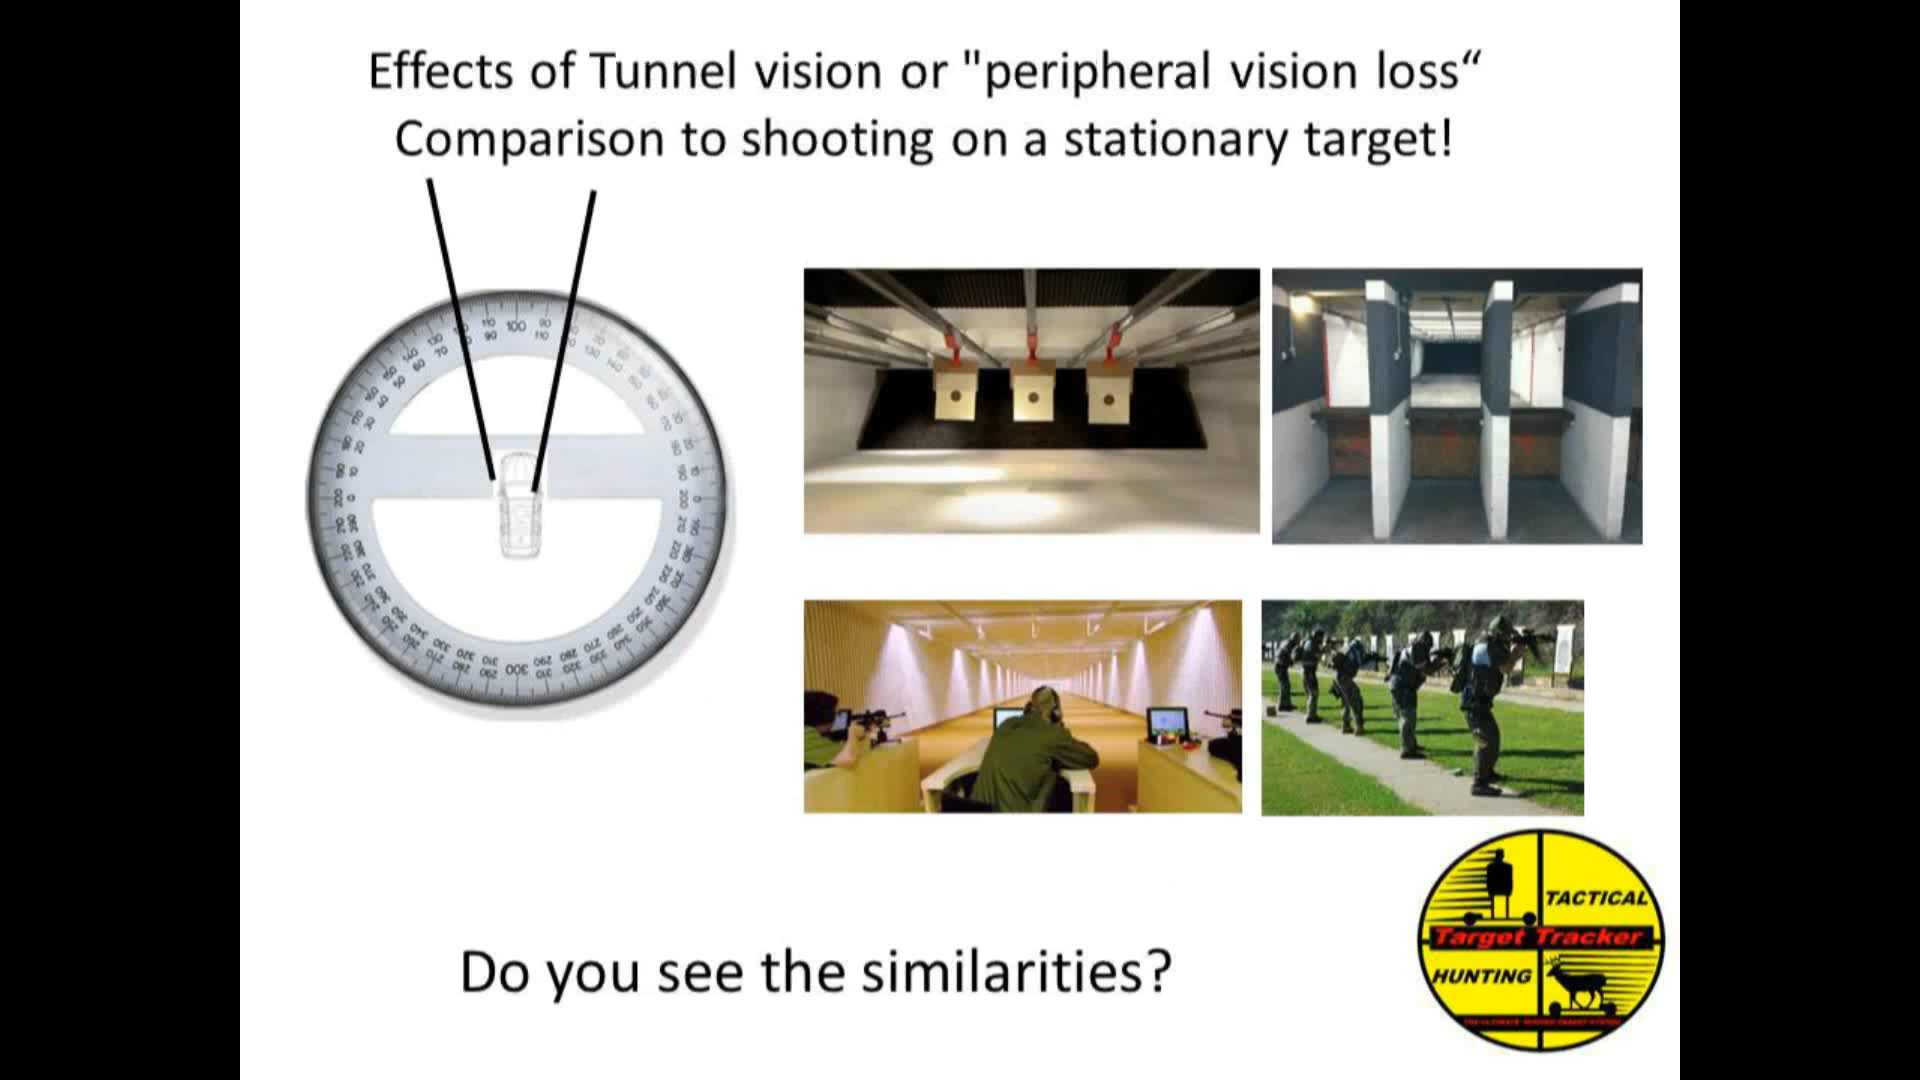 Effects of Tunnel vision or "peripheral vision loss“
Comparison to shooting on a stationary target!
Do you see the similarities?
TACTICAL
Target Tracker
HUNTING